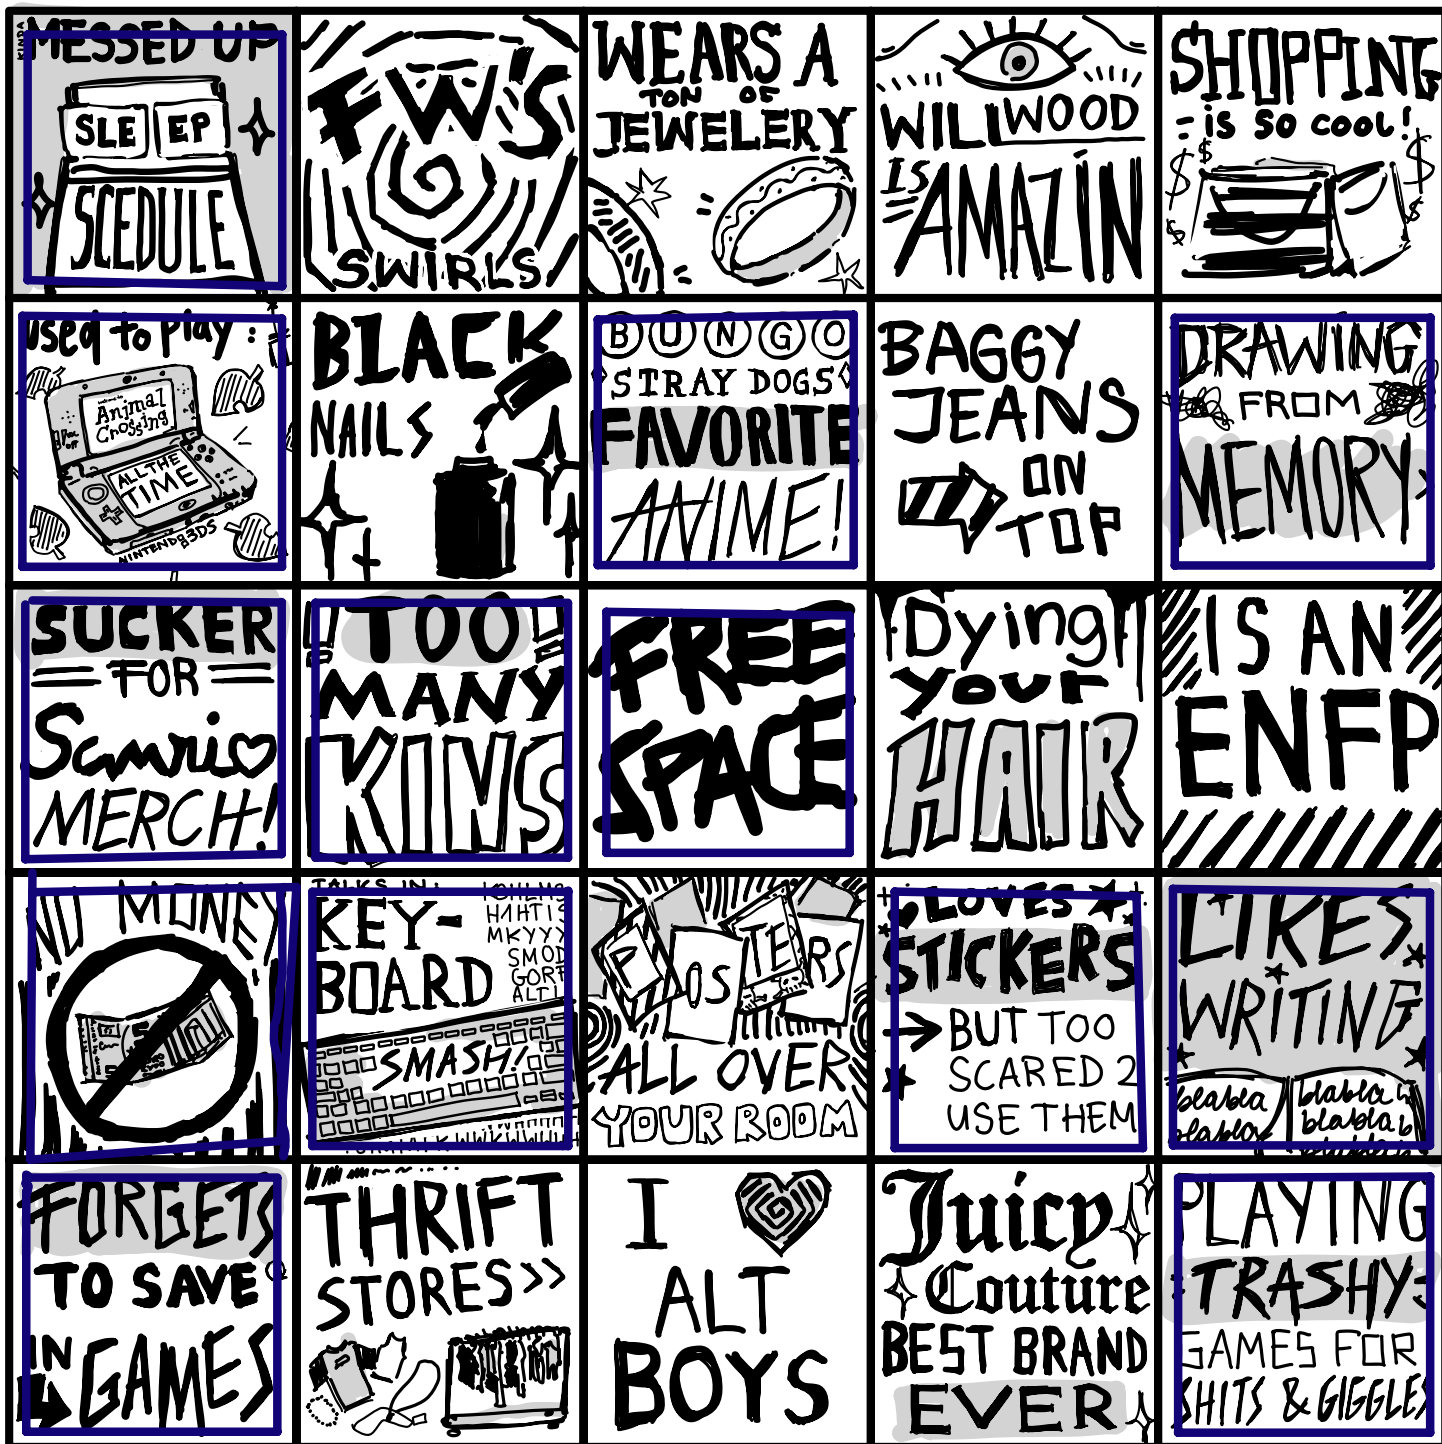 KINDA
MESSED UP
SLE EP
SCEDULE
FW'S
SWIRLS
WEARS A
TON OF
JEWELERY
WILLWOOD
IS
AMAZIN
SHOPPING
is so cool!
used to play:
Welcome to
Animal
Crossing
ALL THE
TIME
NINTENDO3DS
BLACK
NAILS
BUNGO
STRAY DOGS
FAVORITE
ANIME!
BAGGY
JEANS
ON
TOP
DRAWING
FROM
MEMORY
SUCKER
FOR
Sanrio
MERCH!
TOO
MANY
KINS
FREE
SPACE
Dying
your
HAIR
IS AN
ENFP
NO MONEY
TALKS IN:
KEY-
BOARD
SMASH!
POSTERS
ALL OVER
YOUR ROOM
LOVES
STICKERS
BUT TOO
SCARED 2
USE THEM
LIKES
WRITING
blabla blabla
blabla blabla b
FORGETS
TO SAVE
IN
GAMES
THRIFT
STORES >>
I
ALT
BOYS
Juicy
Couture
BEST BRAND
EVER
PLAYING
TRASHY
GAMES FOR
SHITS & GIGGLES